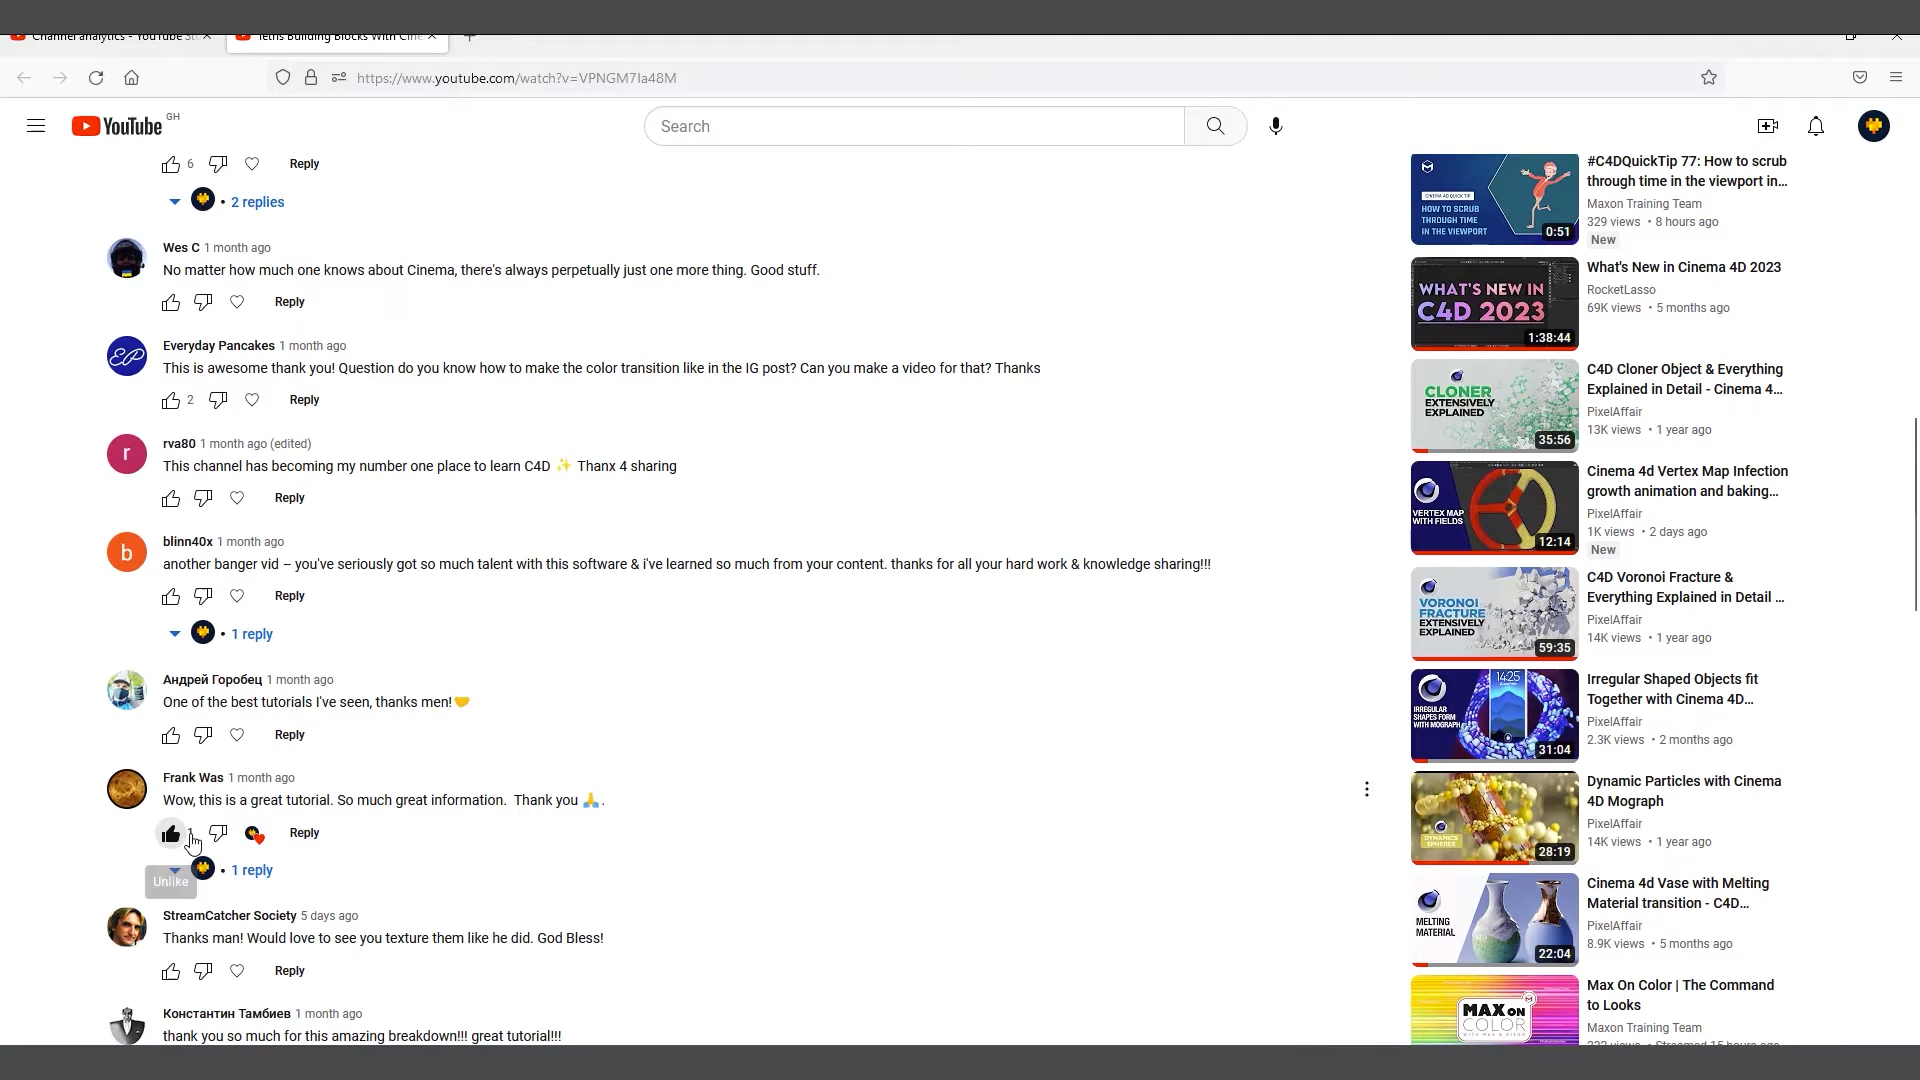 Channel analytics - YouTube Stu
Tetris Building Blocks With Cine
https://www.youtube.com/watch?v=VPNGM7Ia48M
YouTube GH
Search
6 Reply
• 2 replies
Wes C 1 month ago
No matter how much one knows about Cinema, there's always perpetually just one more thing. Good stuff.
Reply
EP
Everyday Pancakes 1 month ago
This is awesome thank you! Question do you know how to make the color transition like in the IG post? Can you make a video for that? Thanks
2 Reply
r
rva80 1 month ago (edited)
This channel has becoming my number one place to learn C4D ✨ Thanx 4 sharing
Reply
b
blinn40x 1 month ago
another banger vid – you've seriously got so much talent with this software & i've learned so much from your content. thanks for all your hard work & knowledge sharing!!!
Reply
• 1 reply
Андрей Горобец 1 month ago
One of the best tutorials I've seen, thanks men!🤝
Reply
Frank Was 1 month ago
Wow, this is a great tutorial. So much great information.  Thank you 🙏.
1 Reply
• 1 reply
Unlike
StreamCatcher Society 5 days ago
Thanks man! Would love to see you texture them like he did. God Bless!
Reply
Константин Тамбиев 1 month ago
thank you so much for this amazing breakdown!!! great tutorial!!!
CINEMA 4D QUICK TIP
HOW TO SCRUB
THROUGH TIME
IN THE VIEWPORT
0:51
#C4DQuickTip 77: How to scrub
through time in the viewport in...
Maxon Training Team
329 views • 8 hours ago
New
WHAT'S NEW IN
C4D 2023
1:38:44
What's New in Cinema 4D 2023
RocketLasso
69K views • 5 months ago
CLONER
EXTENSIVELY
EXPLAINED
35:56
C4D Cloner Object & Everything
Explained in Detail - Cinema 4...
PixelAffair
13K views • 1 year ago
VERTEX MAP
WITH FIELDS
12:14
Cinema 4d Vertex Map Infection
growth animation and baking...
PixelAffair
1K views • 2 days ago
New
VORONOI
FRACTURE
EXTENSIVELY
EXPLAINED
59:35
C4D Voronoi Fracture &
Everything Explained in Detail ...
PixelAffair
14K views • 1 year ago
14:25
IRREGULAR
SHAPES FORM
WITH MOGRAPH
31:04
Irregular Shaped Objects fit
Together with Cinema 4D...
PixelAffair
2.3K views • 2 months ago
DYNAMICS
SPHERES
28:19
Dynamic Particles with Cinema
4D Mograph
PixelAffair
14K views • 1 year ago
MELTING
MATERIAL
22:04
Cinema 4d Vase with Melting
Material transition - C4D...
PixelAffair
8.9K views • 5 months ago
MAX ON
COLOR
Max On Color | The Command
to Looks
Maxon Training Team